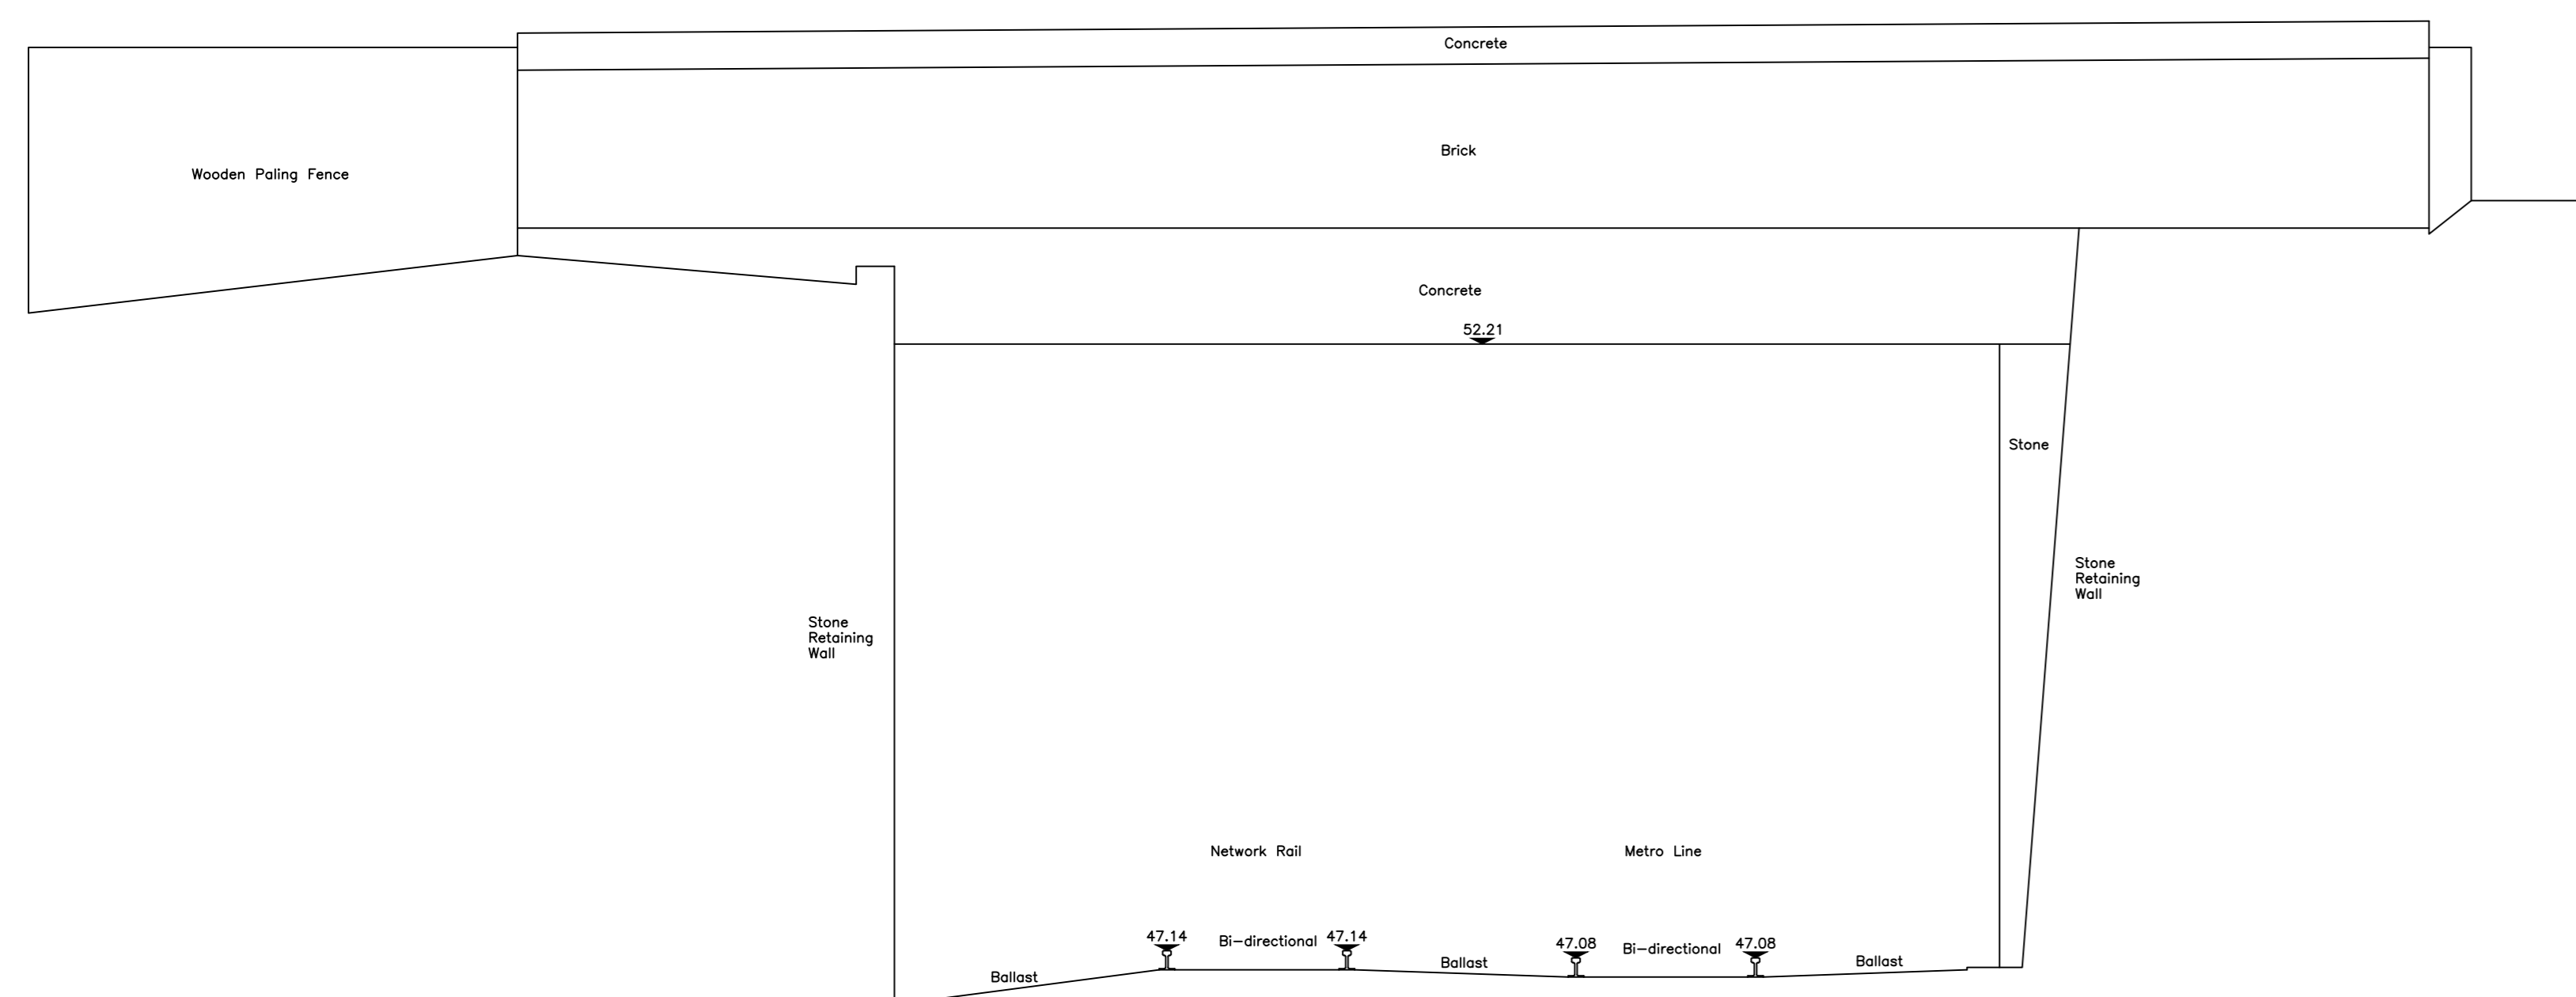 Concrete
Brick
Wooden Paling Fence
Concrete
52.21
Stone
Stone
Retaining
Wall
Stone
Retaining
Wall
Network Rail
Metro Line
47.14
Bi-directional
47.14
47.08
Bi-directional
47.08
Ballast
Ballast
Ballast